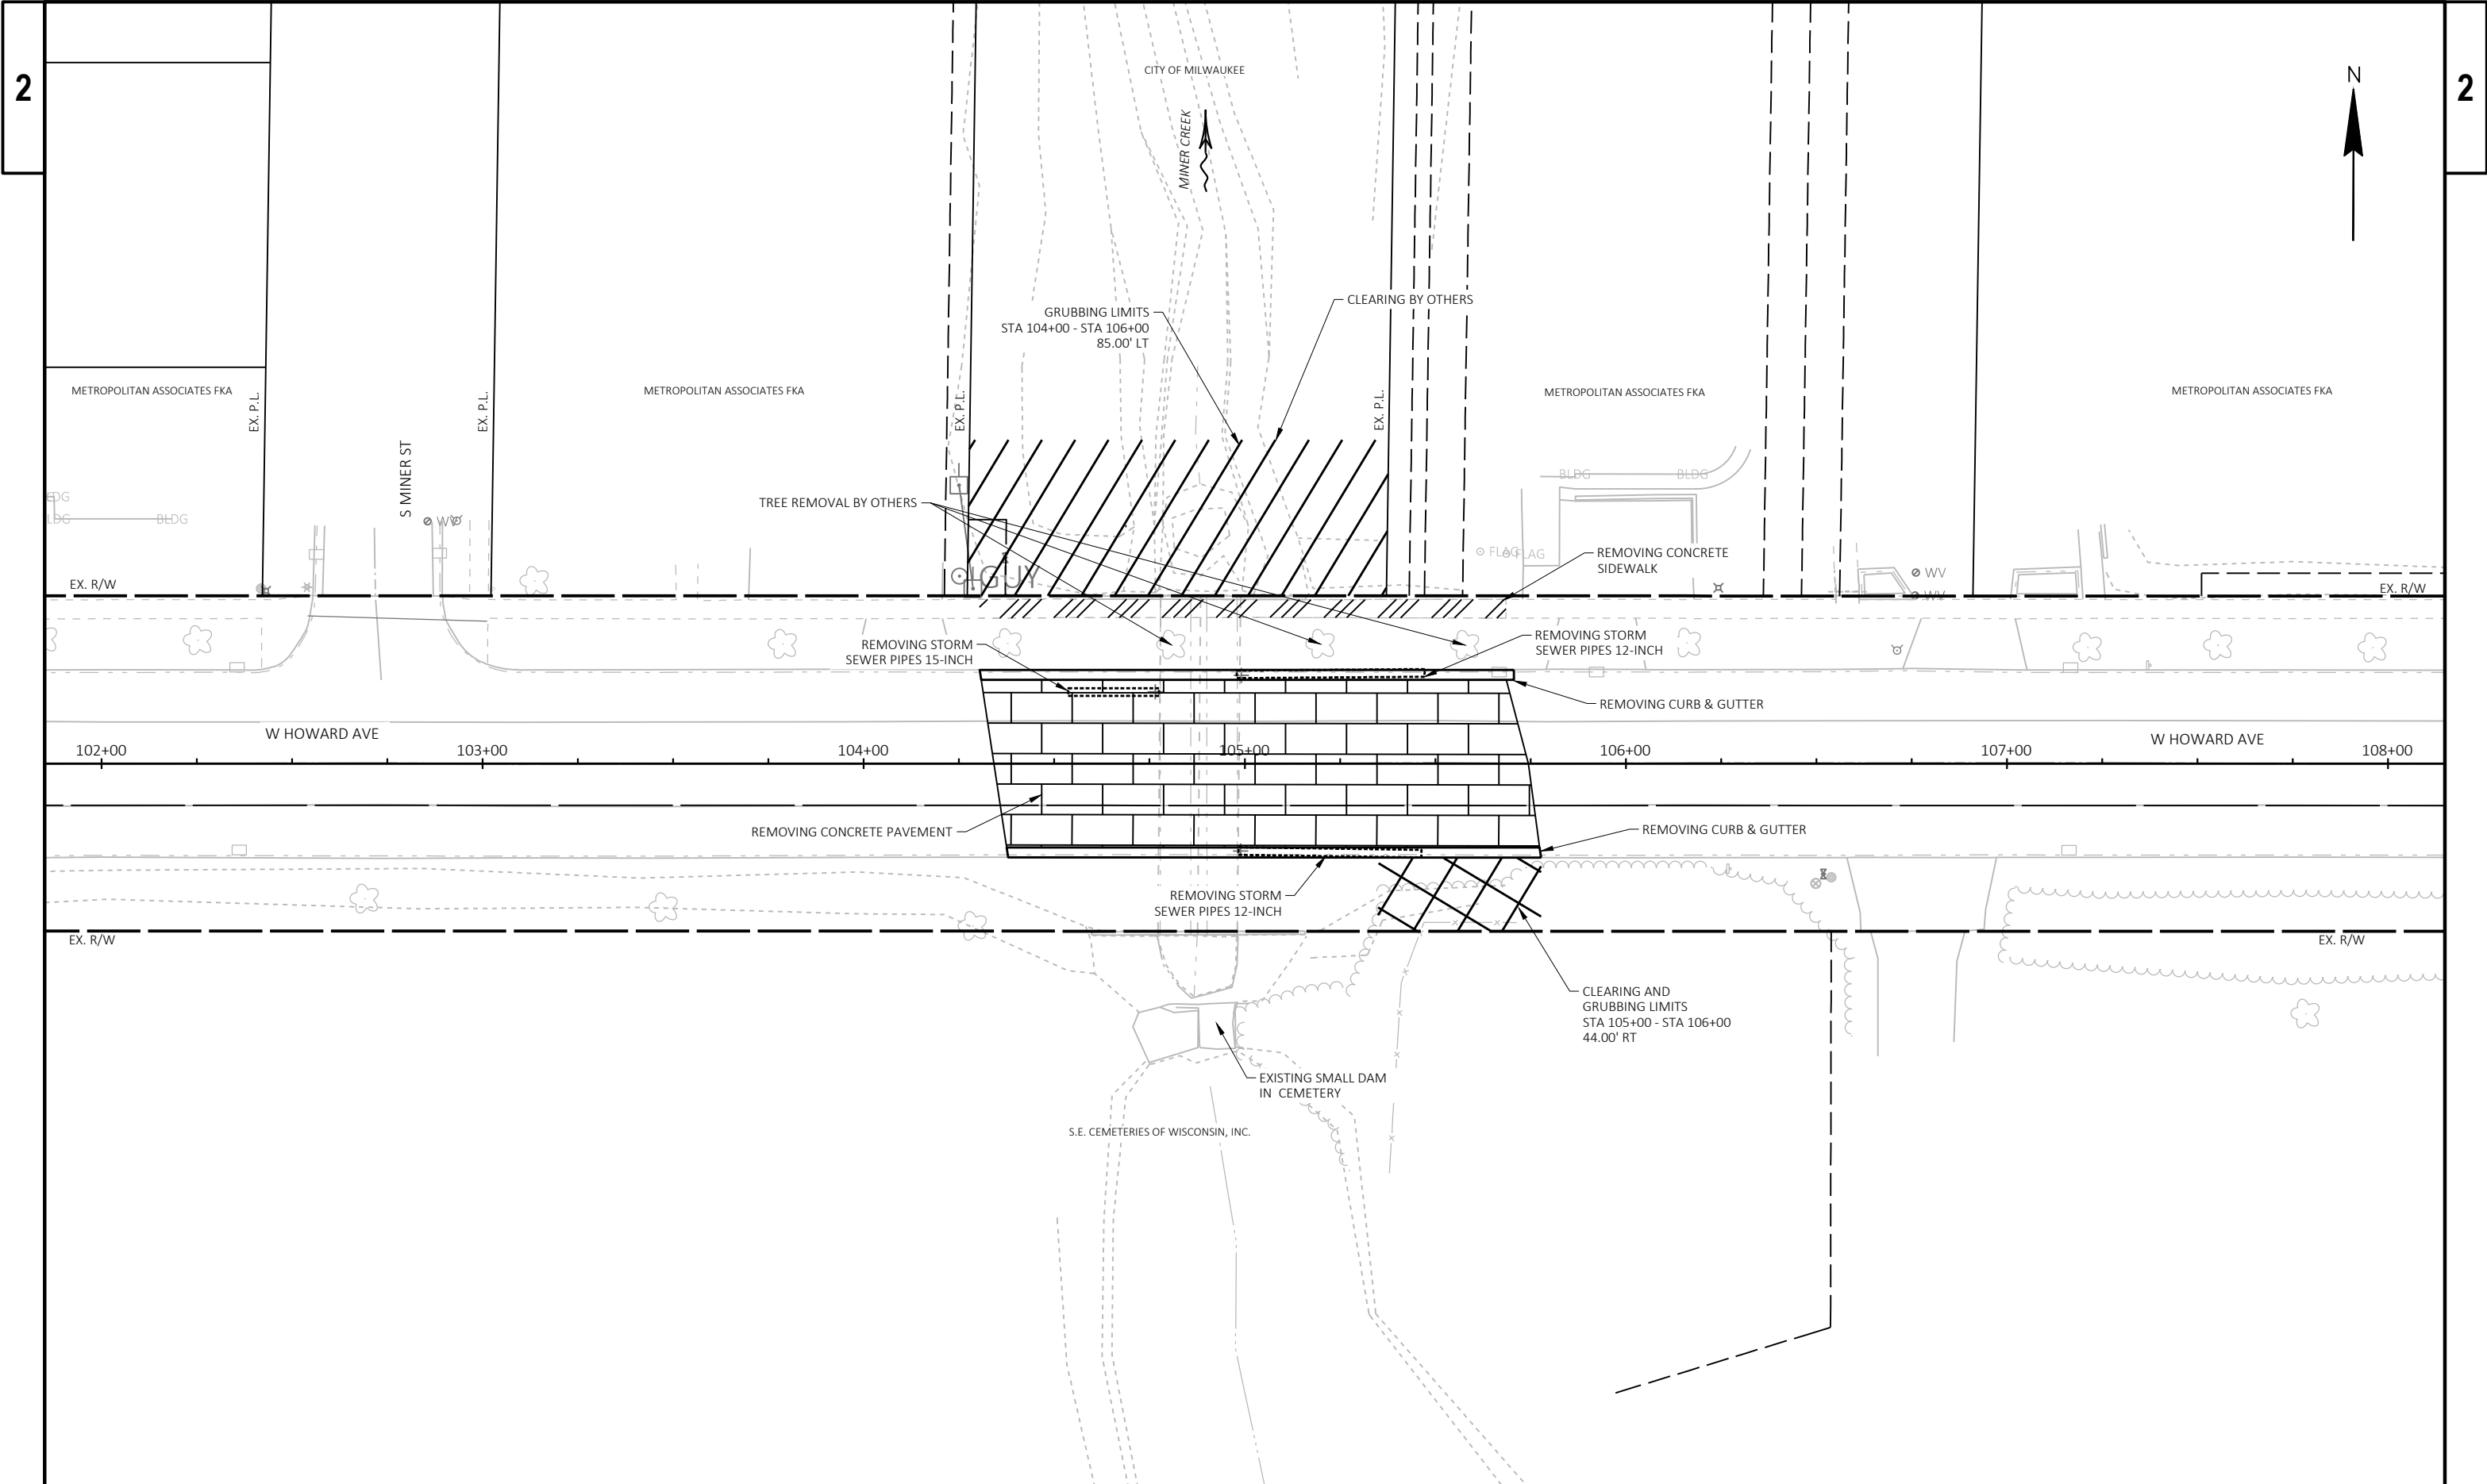 2
2
CITY OF MILWAUKEE
N
MINER CREEK
CLEARING BY OTHERS
GRUBBING LIMITS
STA 104+00 - STA 106+00
85.00' LT
METROPOLITAN ASSOCIATES FKA
EX. P.L.
EX. P.L.
METROPOLITAN ASSOCIATES FKA
EX. P.L.
EX. P.L.
METROPOLITAN ASSOCIATES FKA
METROPOLITAN ASSOCIATES FKA
S MINER ST
BLDG
BLDG
BLDG
WV
TREE REMOVAL BY OTHERS
FLAG
FLAG
REMOVING CONCRETE
SIDEWALK
WV
WV
EX. R/W
GUY
EX. R/W
REMOVING STORM
SEWER PIPES 15-INCH
REMOVING STORM
SEWER PIPES 12-INCH
REMOVING CURB & GUTTER
W HOWARD AVE
W HOWARD AVE
102+00
103+00
104+00
105+00
106+00
107+00
108+00
REMOVING CONCRETE PAVEMENT
REMOVING CURB & GUTTER
REMOVING STORM
SEWER PIPES 12-INCH
EX. R/W
EX. R/W
CLEARING AND
GRUBBING LIMITS
STA 105+00 - STA 106+00
44.00' RT
EXISTING SMALL DAM
IN CEMETERY
S.E. CEMETERIES OF WISCONSIN, INC.